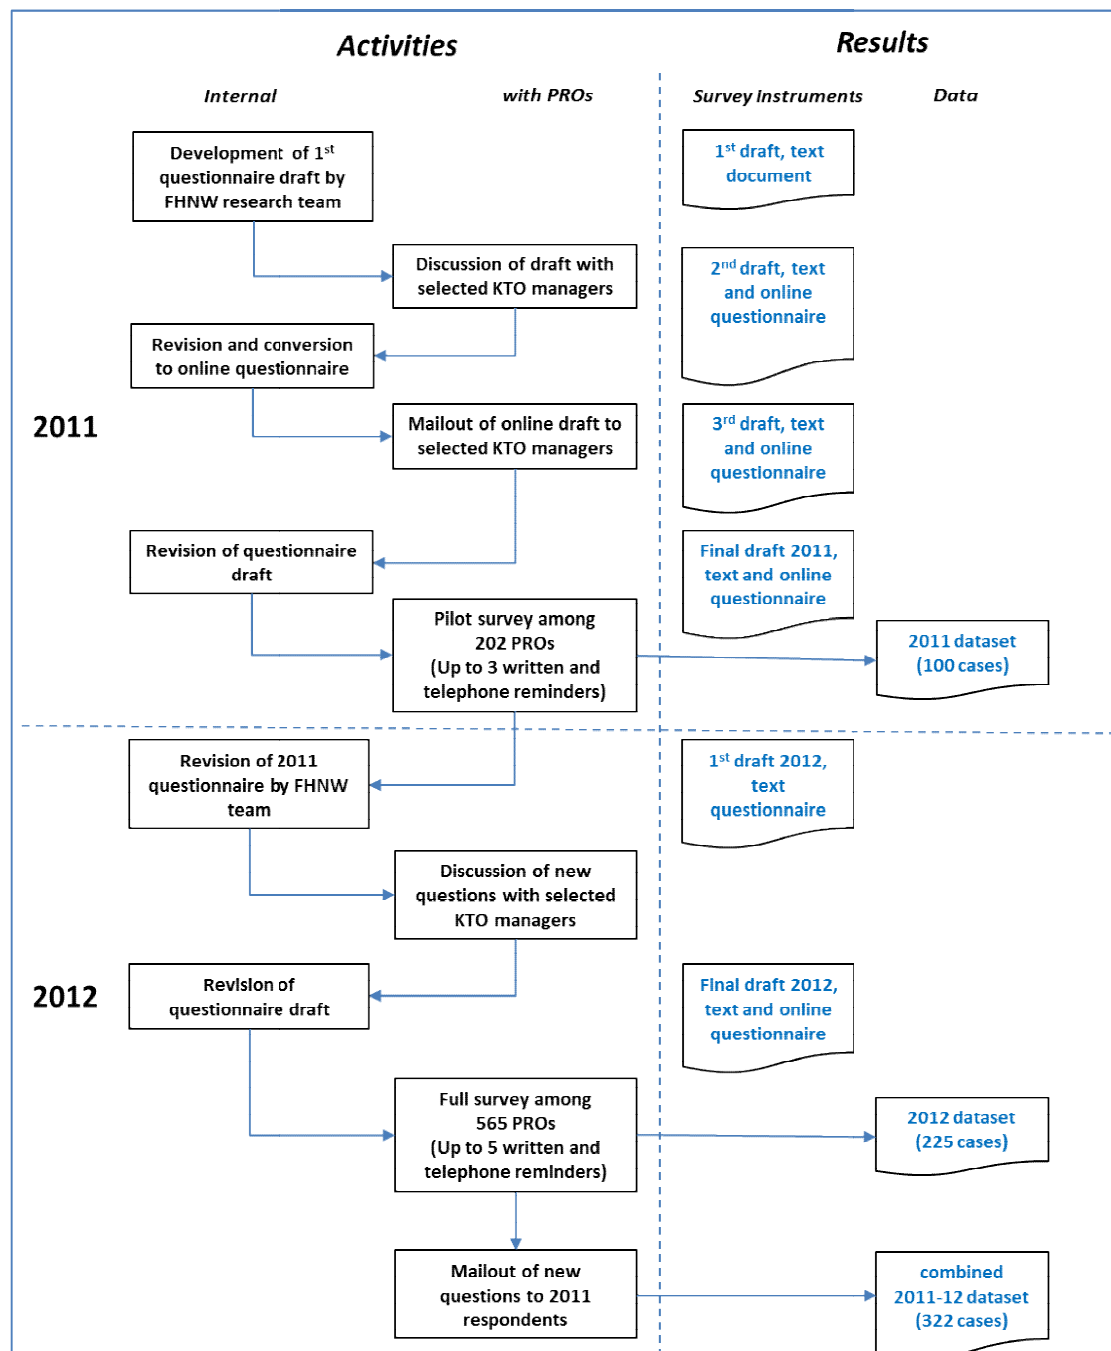 Activities
Results
Internal
with PROs
Survey Instruments
Data
Development of 1st
questionnaire draft by
FHNW research team
1st draft, text
document
Discussion of draft with
selected KTO managers
2nd draft, text
and online
questionnaire
Revision and conversion
to online questionnaire
2011
Mailout of online draft to
selected KTO managers
3rd draft, text
and online
questionnaire
Revision of questionnaire
draft
Final draft 2011,
text and online
questionnaire
Pilot survey among
202 PROs
(Up to 3 written and
telephone reminders)
2011 dataset
(100 cases)
Revision of 2011
questionnaire by FHNW
team
1st draft 2012,
text
questionnaire
Discussion of new
questions with selected
KTO managers
2012
Revision of
questionnaire draft
Final draft 2012,
text and online
questionnaire
Full survey among
565 PROs
(Up to 5 written and
telephone reminders)
2012 dataset
(225 cases)
Mailout of new
questions to 2011
respondents
combined
2011-12 dataset
(322 cases)